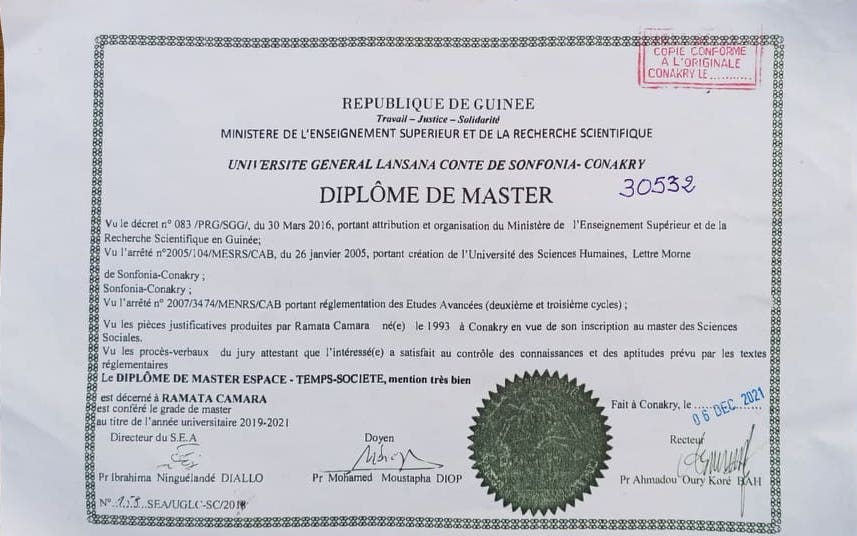 COPIE CONFORME
A L'ORIGINALE
CONAKRY LE ............
REPUBLIQUE DE GUINEE
Travail – Justice – Solidarité
MINISTERE DE L'ENSEIGNEMENT SUPERIEUR ET DE LA RECHERCHE SCIENTIFIQUE
UNIVERSITE GENERAL LANSANA CONTE DE SONFONIA- CONAKRY
DIPLÔME DE MASTER 30532
Vu le décret n° 083 /PRG/SGG/, du 30 Mars 2016, portant attribution et organisation du Ministère de l'Enseignement Supérieur et de la
Recherche Scientifique en Guinée;
Vu l'arrêté n°2005/104/MESRS/CAB, du 26 janvier 2005, portant création de l'Université des Sciences Humaines, Lettre Morne
de Sonfonia-Conakry ;
Sonfonia-Conakry ;
Vu l'arrêté n° 2007/3474/MENRS/CAB portant réglementation des Etudes Avancées (deuxième et troisième cycles) ;
Vu les pièces justificatives produites par Ramata Camara né(e) le 1993 à Conakry en vue de son inscription au master des Sciences
Sociales.
Vu les procès-verbaux du jury attestant que l'intéressé(e) a satisfait au contrôle des connaissances et des aptitudes prévu par les textes
réglementaires
Le DIPLÔME DE MASTER ESPACE - TEMPS-SOCIETE, mention très bien
est décerné à RAMATA CAMARA
est conféré le grade de master
au titre de l'année universitaire 2019-2021
Fait à Conakry, le 06 DEC. 2021
Directeur du S.E.A Doyen Recteur
Pr Ibrahima Ninguélandé DIALLO Pr Mohamed Moustapha DIOP Pr Ahmadou Oury Koré BAH
N° SEA/UGLC-SC/